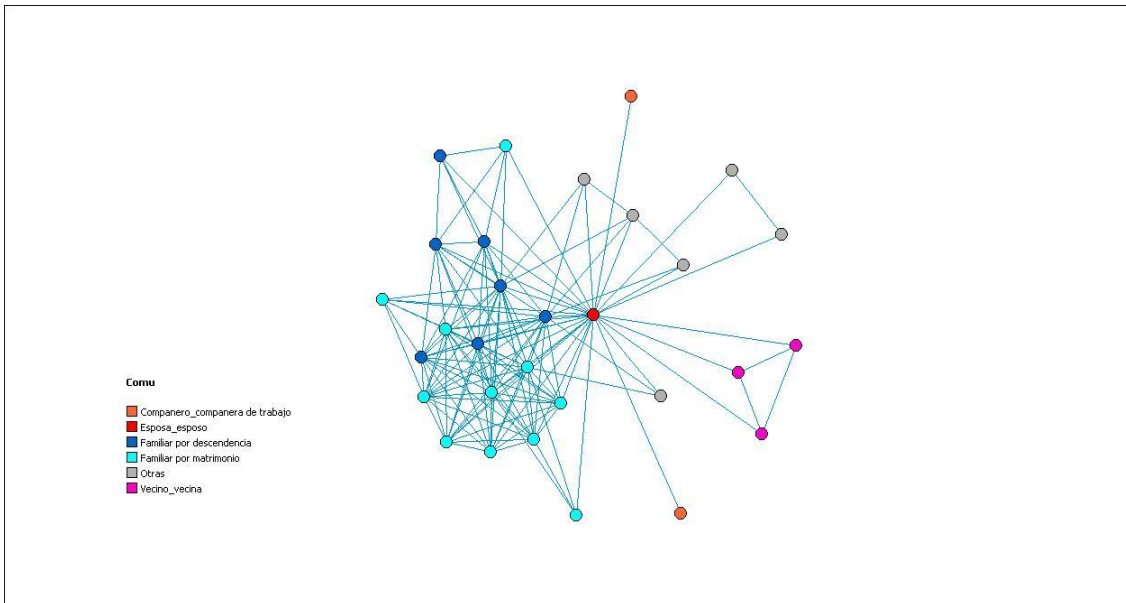 Comu
Companero_companera de trabajo
Esposa_esposo
Familiar por descendencia
Familiar por matrimonio
Otras
Vecino_vecina